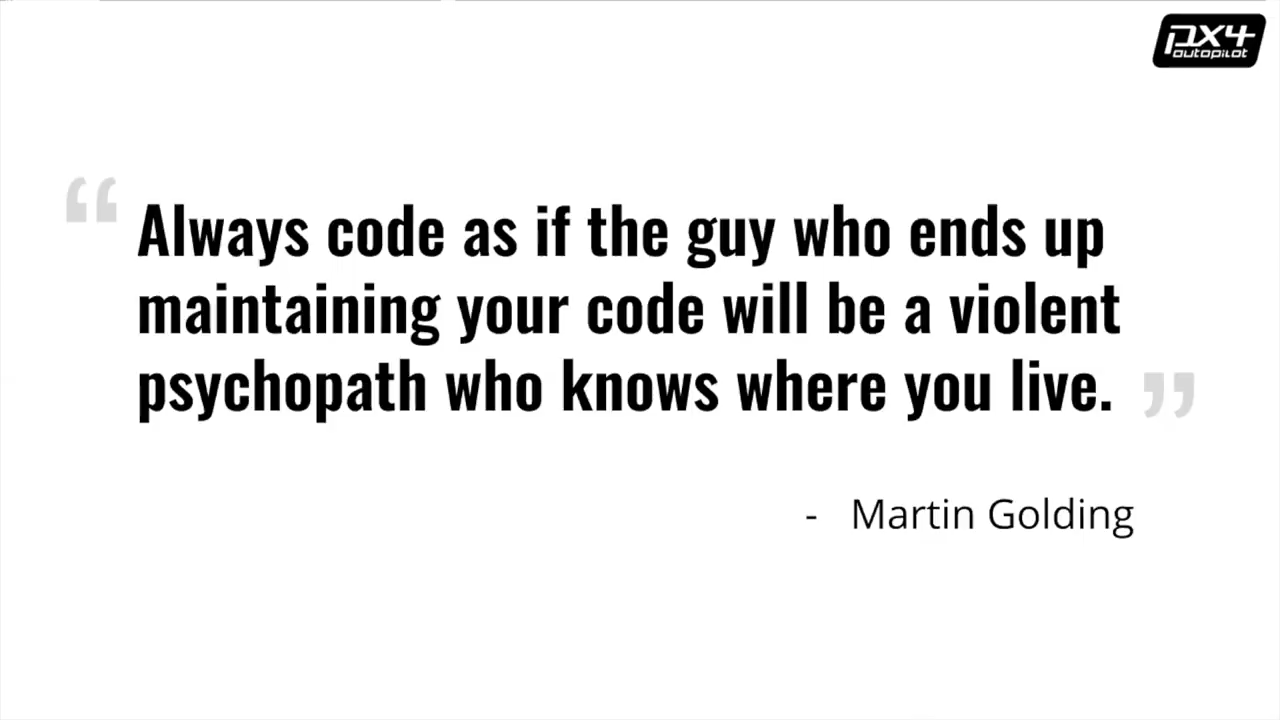 px4
autopilot
“Always code as if the guy who ends up
maintaining your code will be a violent
psychopath who knows where you live.”
- Martin Golding